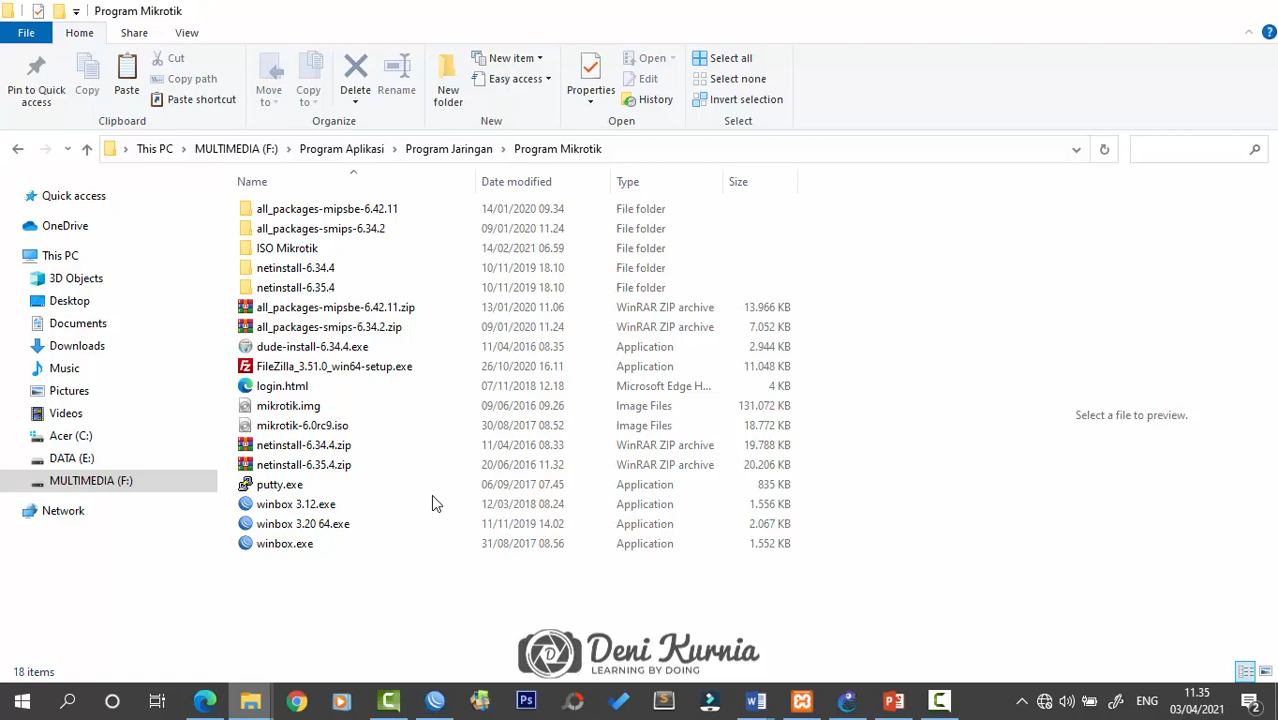 Program Mikrotik
File Home Share View
Pin to Quick access
Copy
Paste
Cut
Copy path
Paste shortcut
Clipboard
Move to
Copy to
Delete
Rename
Organize
New folder
New item
Easy access
New
Properties
Open
Edit
History
Open
Select all
Select none
Invert selection
Select
This PC MULTIMEDIA (F:) Program Aplikasi Program Jaringan Program Mikrotik
Name Date modified Type Size
Quick access
OneDrive
This PC
3D Objects
Desktop
Documents
Downloads
Music
Pictures
Videos
Acer (C:)
DATA (E:)
MULTIMEDIA (F:)
Network
all_packages-mipsbe-6.42.11 14/01/2020 09.34 File folder
all_packages-smips-6.34.2 09/01/2020 11.24 File folder
ISO Mikrotik 14/02/2021 06.59 File folder
netinstall-6.34.4 10/11/2019 18.10 File folder
netinstall-6.35.4 10/11/2019 18.10 File folder
all_packages-mipsbe-6.42.11.zip 13/01/2020 11.06 WinRAR ZIP archive 13.966 KB
all_packages-smips-6.34.2.zip 09/01/2020 11.24 WinRAR ZIP archive 7.052 KB
dude-install-6.34.4.exe 11/04/2016 08.35 Application 2.944 KB
FileZilla_3.51.0_win64-setup.exe 26/10/2020 16.11 Application 11.048 KB
login.html 07/11/2018 12.18 Microsoft Edge H... 4 KB
mikrotik.img 09/06/2016 09.26 Image Files 131.072 KB
mikrotik-6.0rc9.iso 30/08/2017 08.52 Image Files 18.772 KB
netinstall-6.34.4.zip 11/04/2016 08.33 WinRAR ZIP archive 19.788 KB
netinstall-6.35.4.zip 20/06/2016 11.32 WinRAR ZIP archive 20.206 KB
putty.exe 06/09/2017 07.45 Application 835 KB
winbox 3.12.exe 12/03/2018 08.24 Application 1.556 KB
winbox 3.20 64.exe 11/11/2019 14.02 Application 2.067 KB
winbox.exe 31/08/2017 08.56 Application 1.552 KB
Select a file to preview.
D Deni Kurnia
LEARNING BY DOING
18 items
ENG
11.35
03/04/2021
2